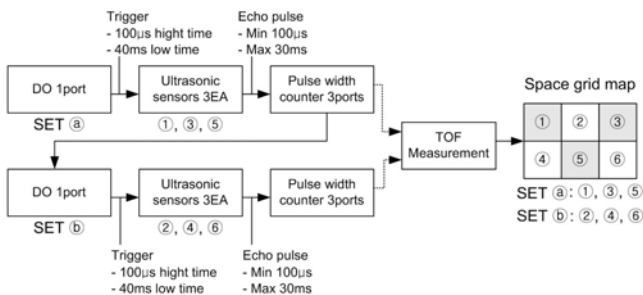 Trigger
- 100µs hight time
- 40ms low time
Echo pulse
- Min 100µs
- Max 30ms
DO 1port
Ultrasonic
sensors 3EA
Pulse width
counter 3ports
SET ⓐ
①, ③, ⑤
Space grid map
① ② ③
④ ⑤ ⑥
TOF
Measurement
SET ⓐ: ①, ③, ⑤
SET ⓑ: ②, ④, ⑥
DO 1port
Ultrasonic
sensors 3EA
Pulse width
counter 3ports
SET ⓑ
②, ④, ⑥
Trigger
- 100µs hight time
- 40ms low time
Echo pulse
- Min 100µs
- Max 30ms